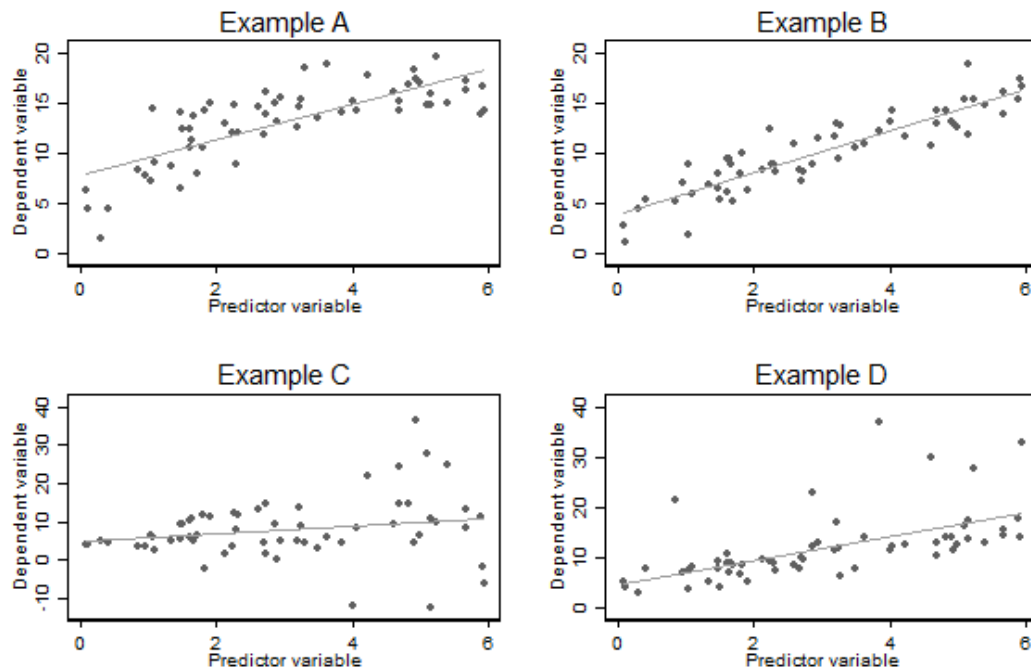 Example A
Dependent variable
20
15
10
5
0
0 2 4 6
Predictor variable
Example B
Dependent variable
20
15
10
5
0
0 2 4 6
Predictor variable
Example C
Dependent variable
40
30
20
10
-10
0 2 4 6
Predictor variable
Example D
Dependent variable
40
30
20
10
0
0 2 4 6
Predictor variable